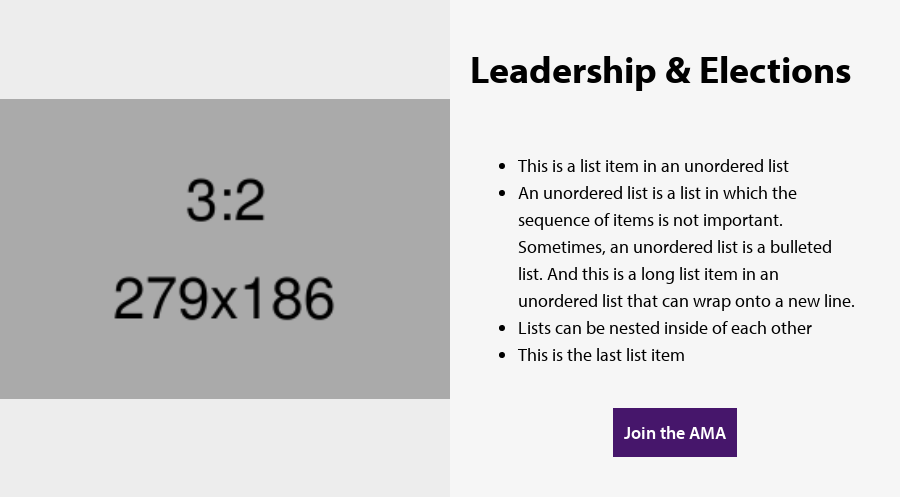 3:2
279x186
Leadership & Elections
This is a list item in an unordered list
An unordered list is a list in which the
sequence of items is not important.
Sometimes, an unordered list is a bulleted
list. And this is a long list item in an
unordered list that can wrap onto a new line.
Lists can be nested inside of each other
This is the last list item
Join the AMA